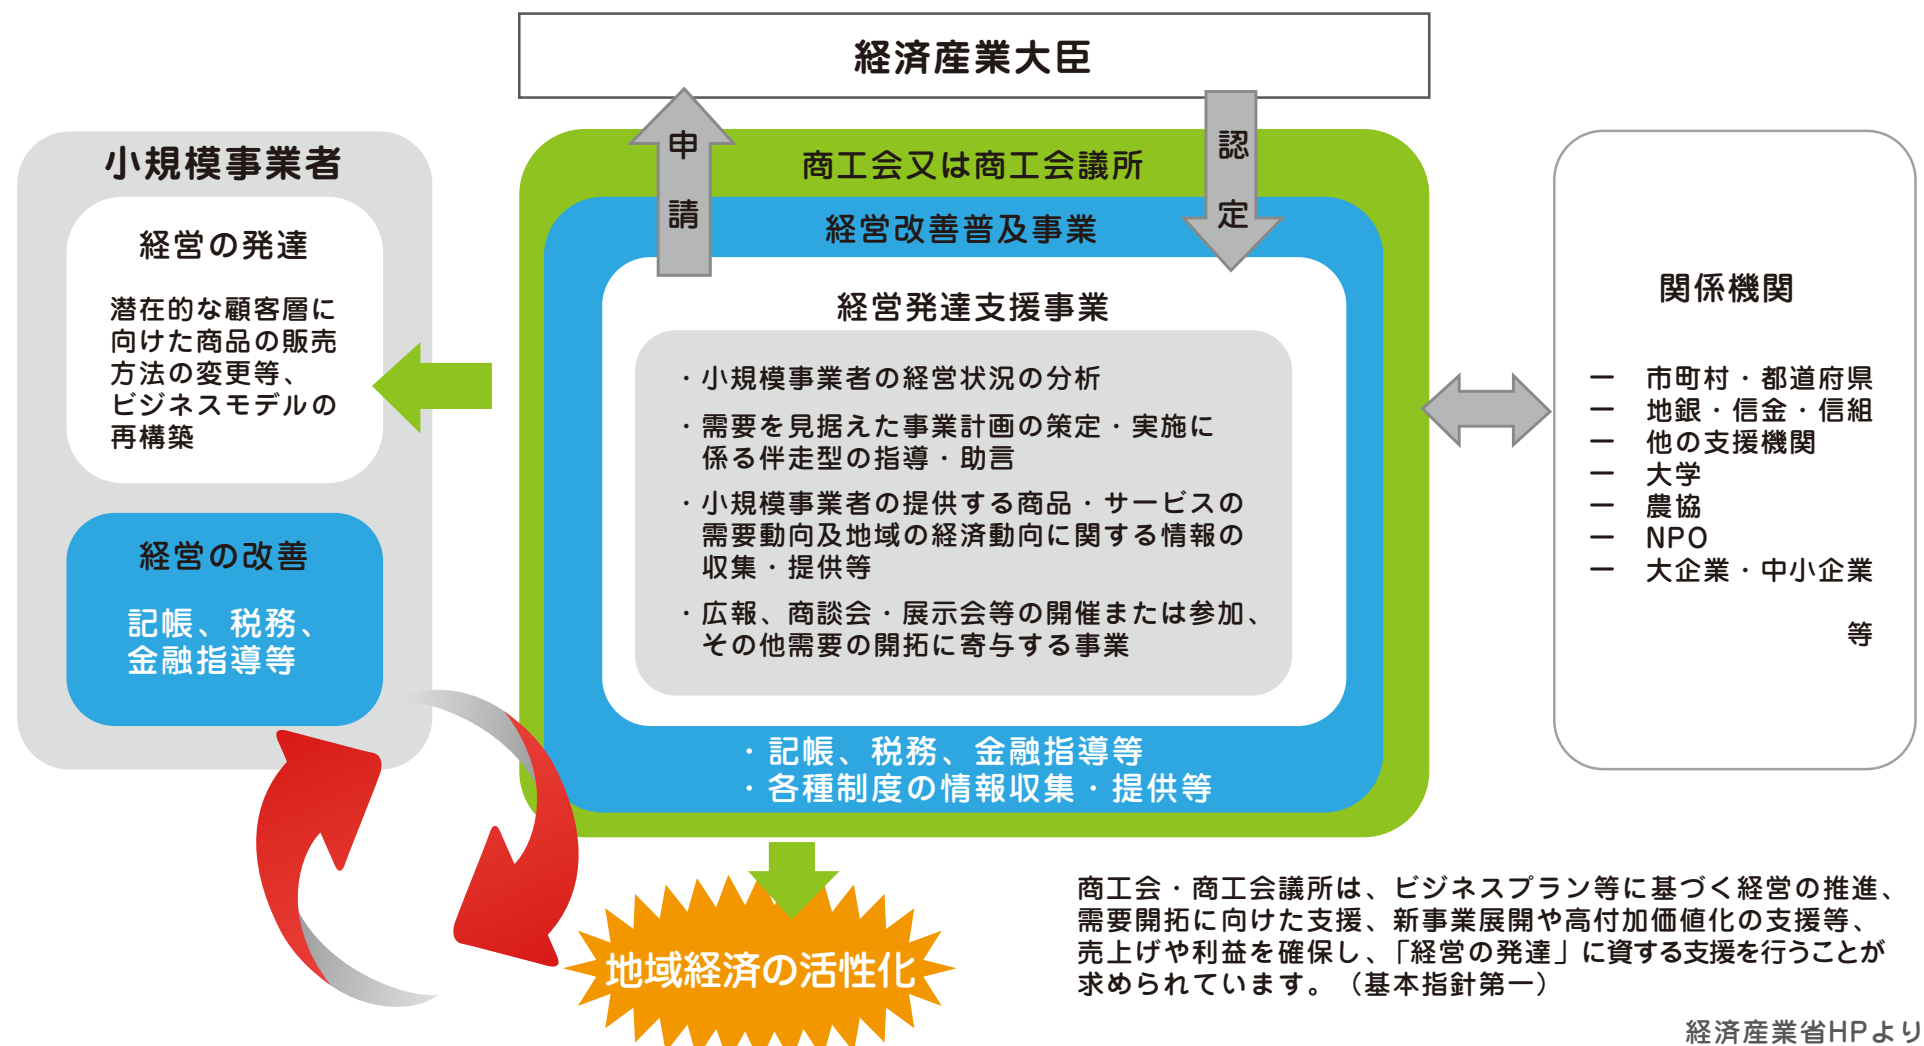 経済産業大臣
申請
認定
小規模事業者
経営の発達
潜在的な顧客層に
向けた商品の販売
方法の変更等、
ビジネスモデルの
再構築
経営の改善
記帳、税務、
金融指導等
商工会又は商工会議所
経営改善普及事業
経営発達支援事業
・小規模事業者の経営状況の分析
・需要を見据えた事業計画の策定・実施に
係る伴走型の指導・助言
・小規模事業者の提供する商品・サービスの
需要動向及地域の経済動向に関する情報の
収集・提供等
・広報、商談会・展示会等の開催または参加、
その他需要の開拓に寄与する事業
・記帳、税務、金融指導等
・各種制度の情報収集・提供等
関係機関
ー 市町村・都道府県
ー 地銀・信金・信組
ー 他の支援機関
ー 大学
ー 農協
ー NPO
ー 大企業・中小企業
等
地域経済の活性化
商工会・商工会議所は、ビジネスプラン等に基づく経営の推進、
需要開拓に向けた支援、新事業展開や高付加価値化の支援等、
売上げや利益を確保し、「経営の発達」に資する支援を行うことが
求められています。（基本指針第一）
経済産業省HPより